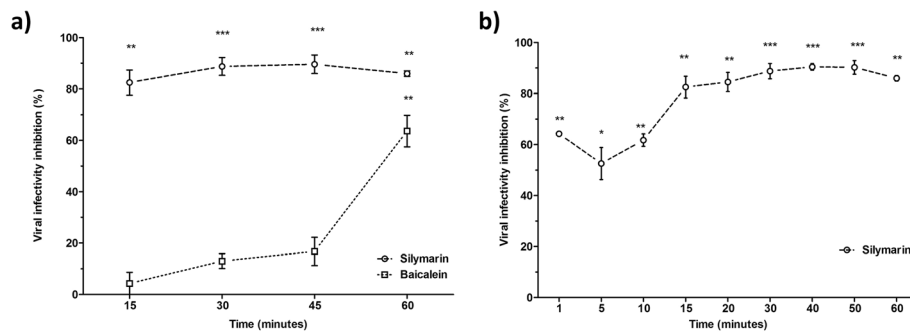 a)
** *** *** **
100
80
60
40
20
0
**
Viral infectivity inhibition (%)
Silymarin
Baicalein
15 30 45 60
Time (minutes)
b)
100
80
60
40
20
0
** * ** ** ** *** *** *** **
Viral infectivity inhibition (%)
Silymarin
1 5 10 15 20 30 40 50 60
Time (minutes)